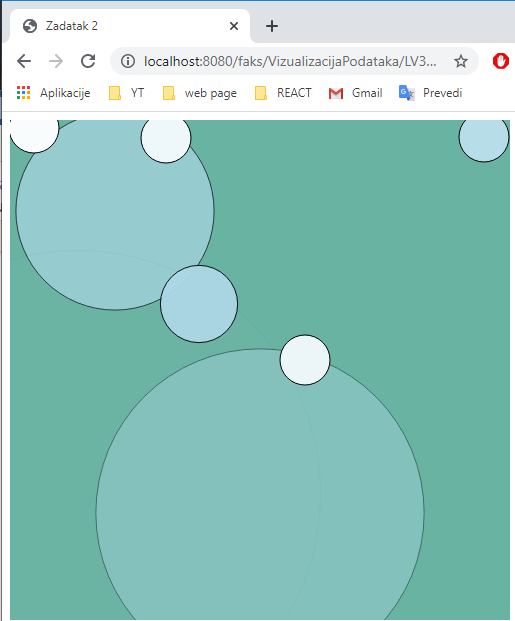 Zadatak 2
localhost:8080/faks/VizualizacijaPodataka/LV3...
Aplikacije YT web page REACT Gmail Prevedi